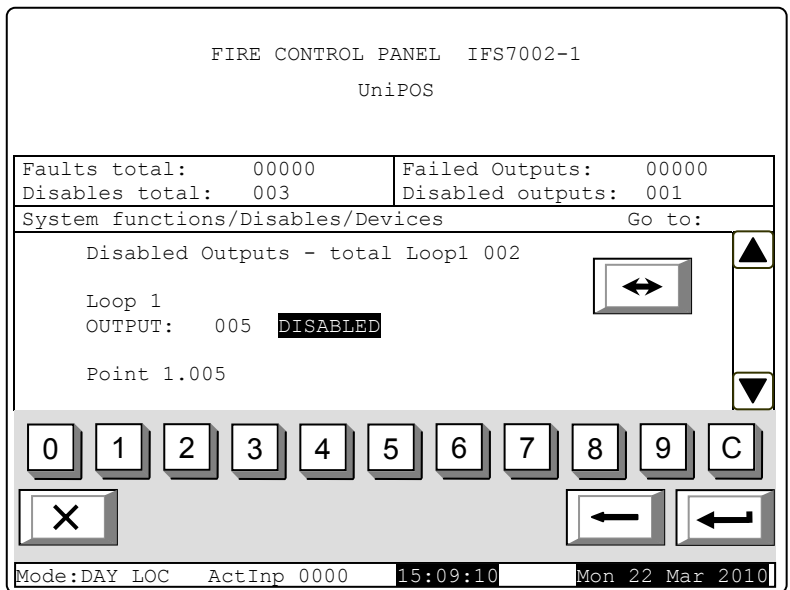 FIRE CONTROL PANEL IFS7002-1
UniPOS
Faults total: 00000 Failed Outputs: 00000
Disables total: 003 Disabled outputs: 001
System functions/Disables/Devices Go to:
Disabled Outputs - total Loop1 002
Loop 1
OUTPUT: 005 DISABLED
Point 1.005
0 1 2 3 4 5 6 7 8 9 C
Mode:DAY LOC ActInp 0000 15:09:10 Mon 22 Mar 2010